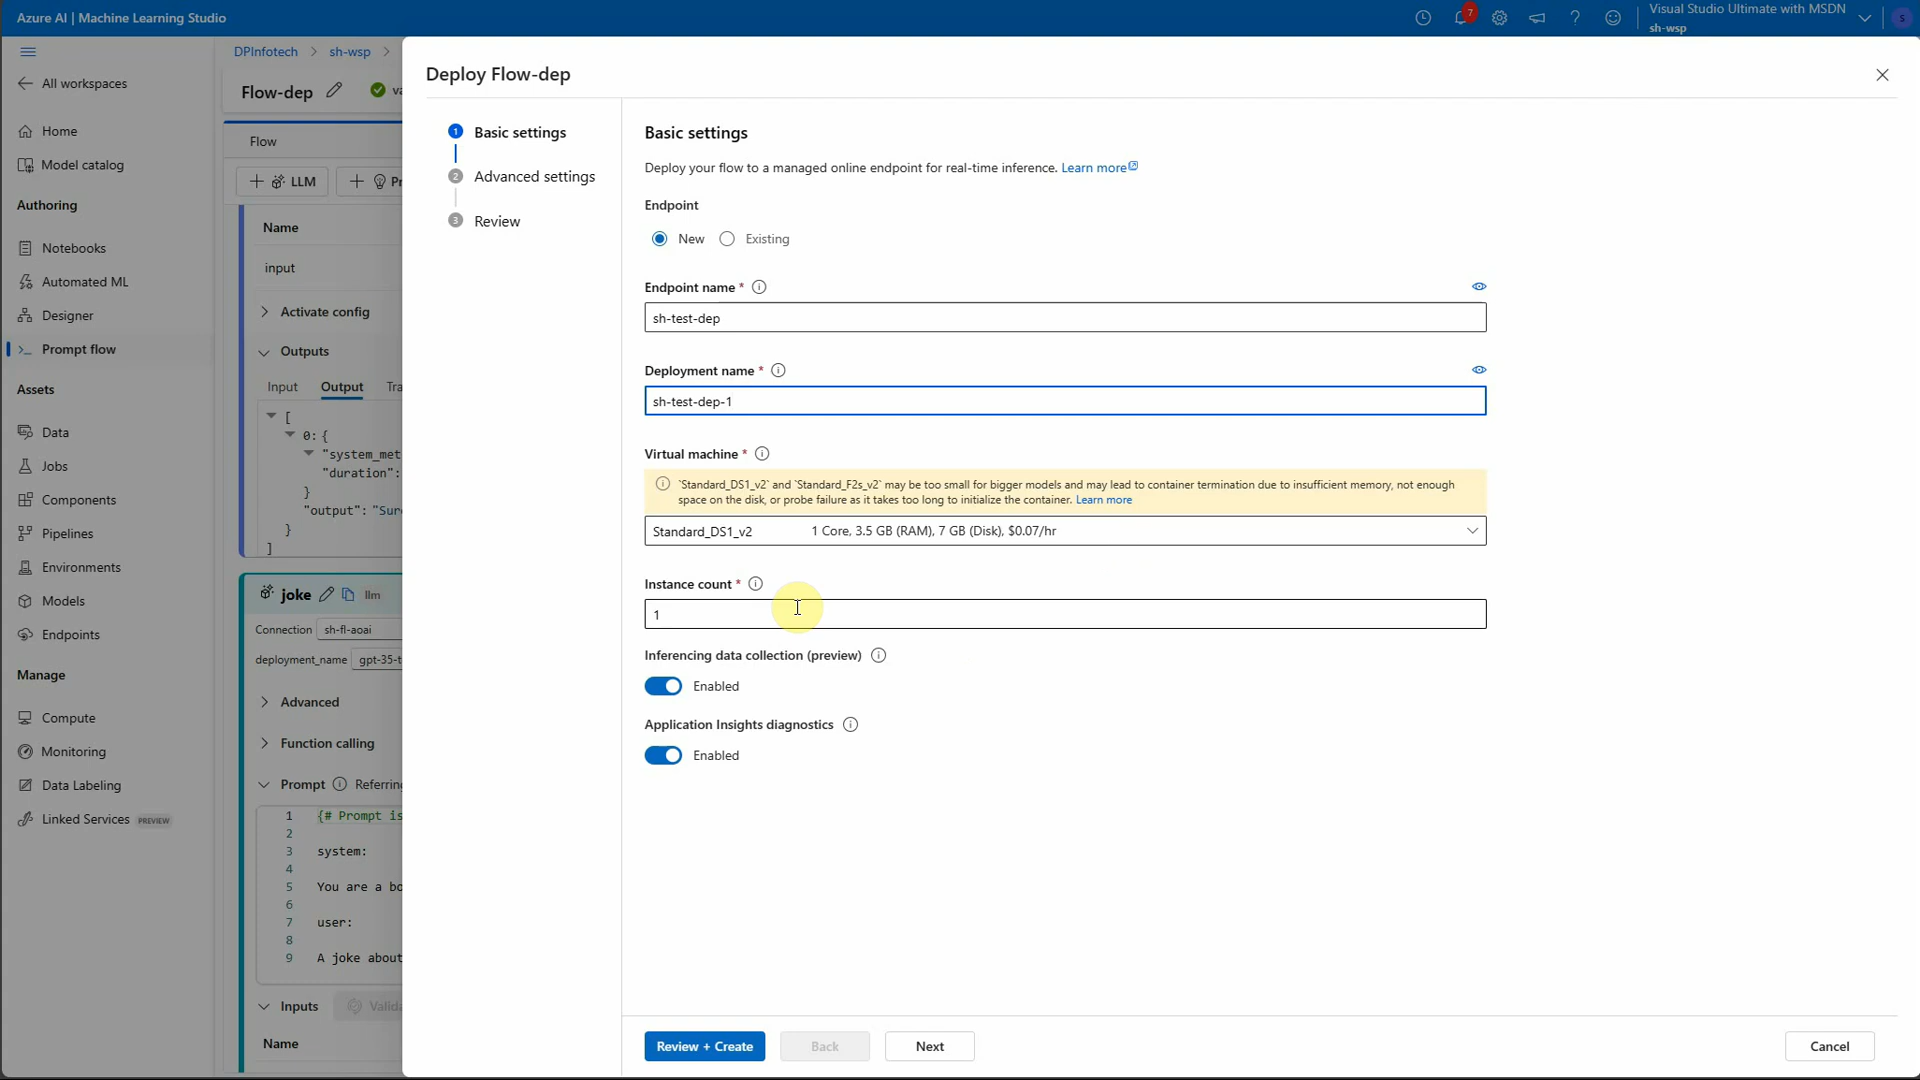 Azure AI | Machine Learning Studio
7
Visual Studio Ultimate with MSDN
sh-wsp
S
All workspaces
Home
Model catalog
Authoring
Notebooks
Automated ML
Designer
Prompt flow
Assets
Data
Jobs
Components
Pipelines
Environments
Models
Endpoints
Manage
Compute
Monitoring
Data Labeling
Linked Services PREVIEW
DPInfotech > sh-wsp >
Flow-dep
Flow
+ LLM +
Name
input
Activate config
Outputs
Input Output
[
0: {
"system_met
"duration":
}
"output": "Sur
}
]
joke llm
Connection sh-fl-aoai
deployment_name gpt-35-t
Advanced
Function calling
Prompt Referring
1 {# Prompt is
2
3 system:
4
5 You are a bo
6
7 user:
8
9 A joke about
Inputs Valida
Name
Deploy Flow-dep
1 Basic settings
2 Advanced settings
3 Review
Basic settings
Deploy your flow to a managed online endpoint for real-time inference. Learn more
Endpoint
New Existing
Endpoint name *
sh-test-dep
Deployment name *
sh-test-dep-1
Virtual machine *
`Standard_DS1_v2` and `Standard_F2s_v2` may be too small for bigger models and may lead to container termination due to insufficient memory, not enough
space on the disk, or probe failure as it takes too long to initialize the container. Learn more
Standard_DS1_v2 1 Core, 3.5 GB (RAM), 7 GB (Disk), $0.07/hr
Instance count *
1
Inferencing data collection (preview)
Enabled
Application Insights diagnostics
Enabled
Review + Create Back Next Cancel